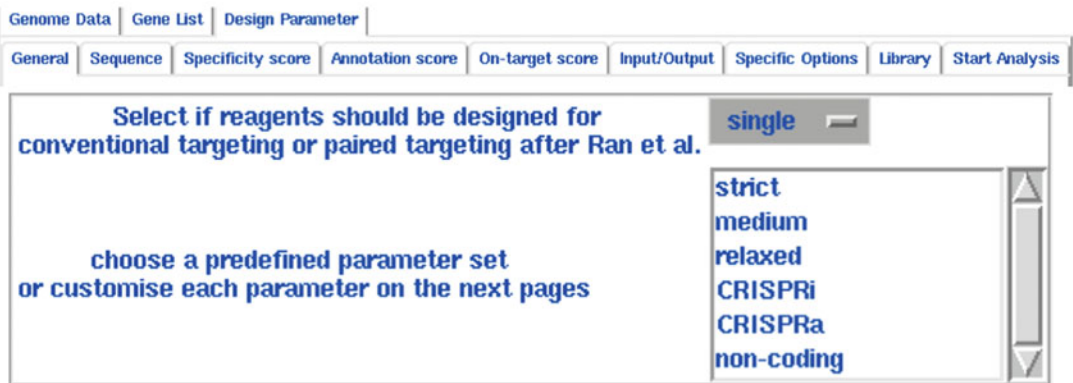 Genome Data Gene List Design Parameter
General Sequence Specificity score Annotation score On-target score Input/Output Specific Options Library Start Analysis
Select if reagents should be designed for
conventional targeting or paired targeting after Ran et al.
single
choose a predefined parameter set
or customise each parameter on the next pages
strict
medium
relaxed
CRISPRi
CRISPRa
non-coding